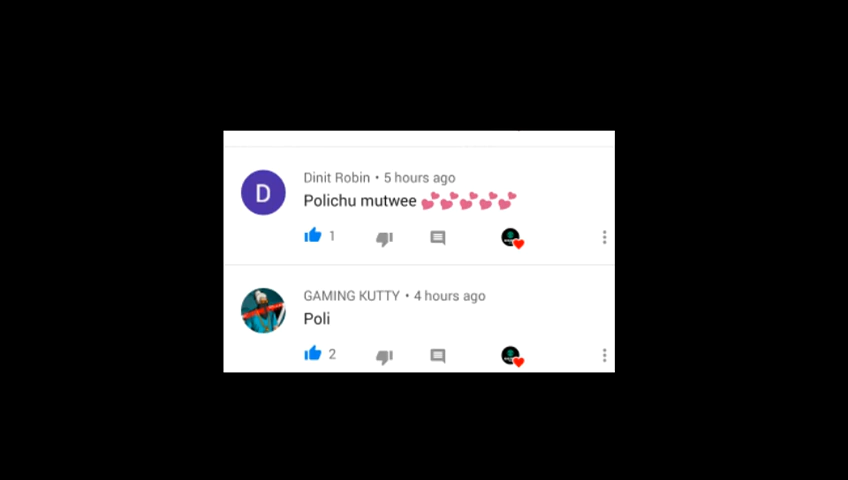 Dinit Robin • 5 hours ago
Polichu mutwee 💕💕💕💕💕
1
GAMING KUTTY • 4 hours ago
Poli
2